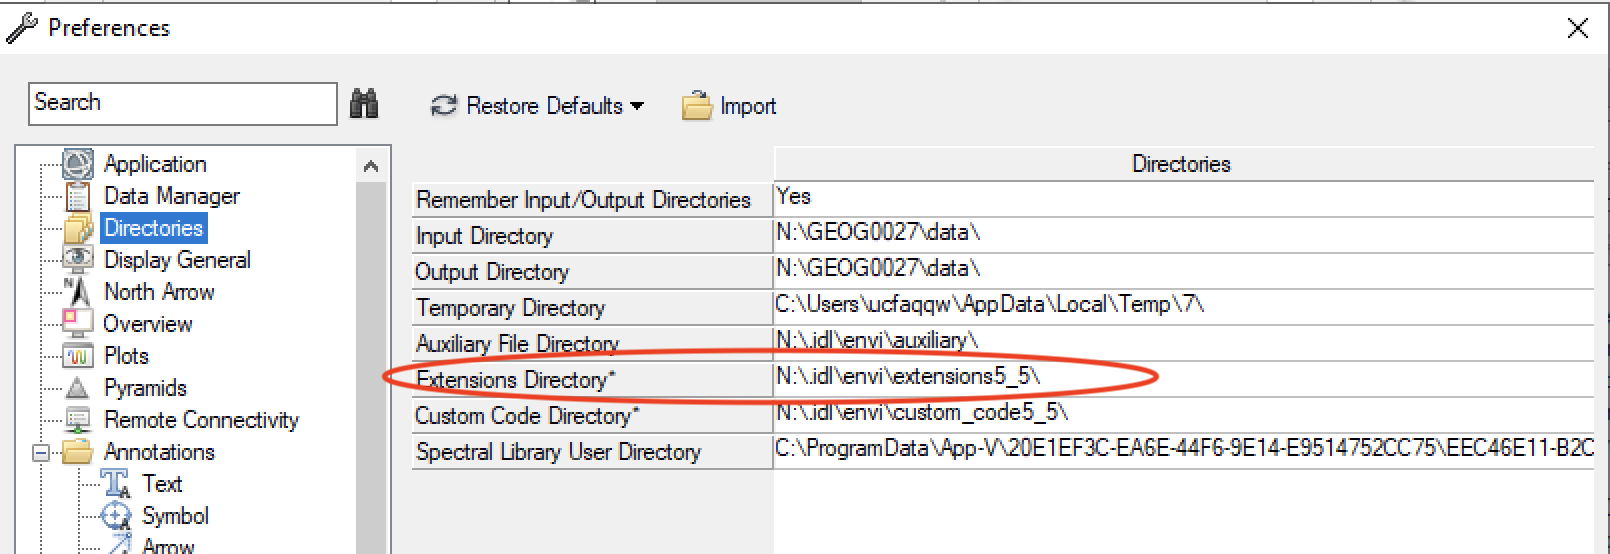 Preferences
Search
Restore Defaults
Import
Application
Data Manager
Directories
Display General
North Arrow
Overview
Plots
Pyramids
Remote Connectivity
Annotations
Text
Symbol
Arrow
Directories
Remember Input/Output Directories Yes
Input Directory N:\GEOG0027\data\
Output Directory N:\GEOG0027\data\
Temporary Directory C:\Users\ucfaqqw\AppData\Local\Temp\7\
Auxiliary File Directory N:\.idl\envi\auxiliary\
Extensions Directory* N:\.idl\envi\extensions5_5\
Custom Code Directory* N:\.idl\envi\custom_code5_5\
Spectral Library User Directory C:\ProgramData\App-V\20E1EF3C-EA6E-44F6-9E14-E9514752CC75\EEC46E11-B2C